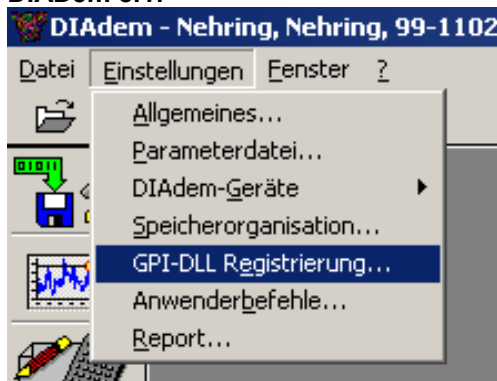 DIAdem - Nehring, Nehring, 99-1102
Datei Einstellungen Fenster ?
Allgemeines...
Parameterdatei...
DIAdem-Geräte
Speicherorganisation...
GPI-DLL Registrierung...
Anwenderbefehle...
Report...